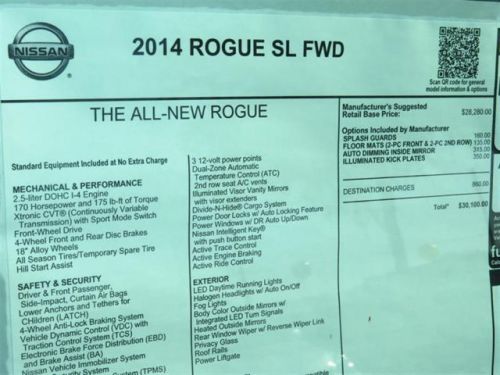 NISSAN
2014 ROGUE SL FWD
Scan QR code for general
model information & options
THE ALL-NEW ROGUE
Standard Equipment Included at No Extra Charge
MECHANICAL & PERFORMANCE
2.5-liter DOHC I-4 Engine
170 Horsepower and 175 lb-ft of Torque
Xtronic CVT® (Continuously Variable
Transmission) with Sport Mode Switch
Front-Wheel Drive
4-Wheel Front and Rear Disc Brakes
18" Alloy Wheels
All Season Tires/Temporary Spare Tire
Hill Start Assist
SAFETY & SECURITY
Driver & Front Passenger,
Side-Impact, Curtain Air Bags
Lower Anchors and Tethers for
Children (LATCH)
4-Wheel Anti-Lock Braking System
Vehicle Dynamic Control (VDC) with
Traction Control System (TCS)
Electronic Brake Force Distribution (EBD)
and Brake Assist (BA)
Nissan Vehicle Immobilizer System
System (TPMS)
3 12-volt power points
Dual-Zone Automatic
Temperature Control (ATC)
2nd row seat A/C vents
Illuminated Visor Vanity Mirrors
with visor extenders
Divide-N-Hide® Cargo System
Power Door Locks w/ Auto Locking Feature
Power Windows w/ DR Auto Up/Down
Nissan Intelligent Key®
with push button start
Active Trace Control
Active Engine Braking
Active Ride Control
EXTERIOR
LED Daytime Running Lights
Halogen Headlights w/ Auto On/Off
Fog Lights
Body Color Outside Mirrors w/
Integrated LED Turn Signals
Heated Outside Mirrors
Rear Window Wiper w/ Reverse Wiper Link
Privacy Glass
Roof Rails
Power Liftgate
Manufacturer's Suggested
Retail Base Price: $28,280.00
Options Included by Manufacturer
SPLASH GUARDS 160.00
FLOOR MATS (2-PC FRONT & 2-PC 2ND ROW) 135.00
AUTO DIMMING INSIDE MIRROR 315.00
ILLUMINATED KICK PLATES 350.00
DESTINATION CHARGES 860.00
Total* $30,100.00
fu